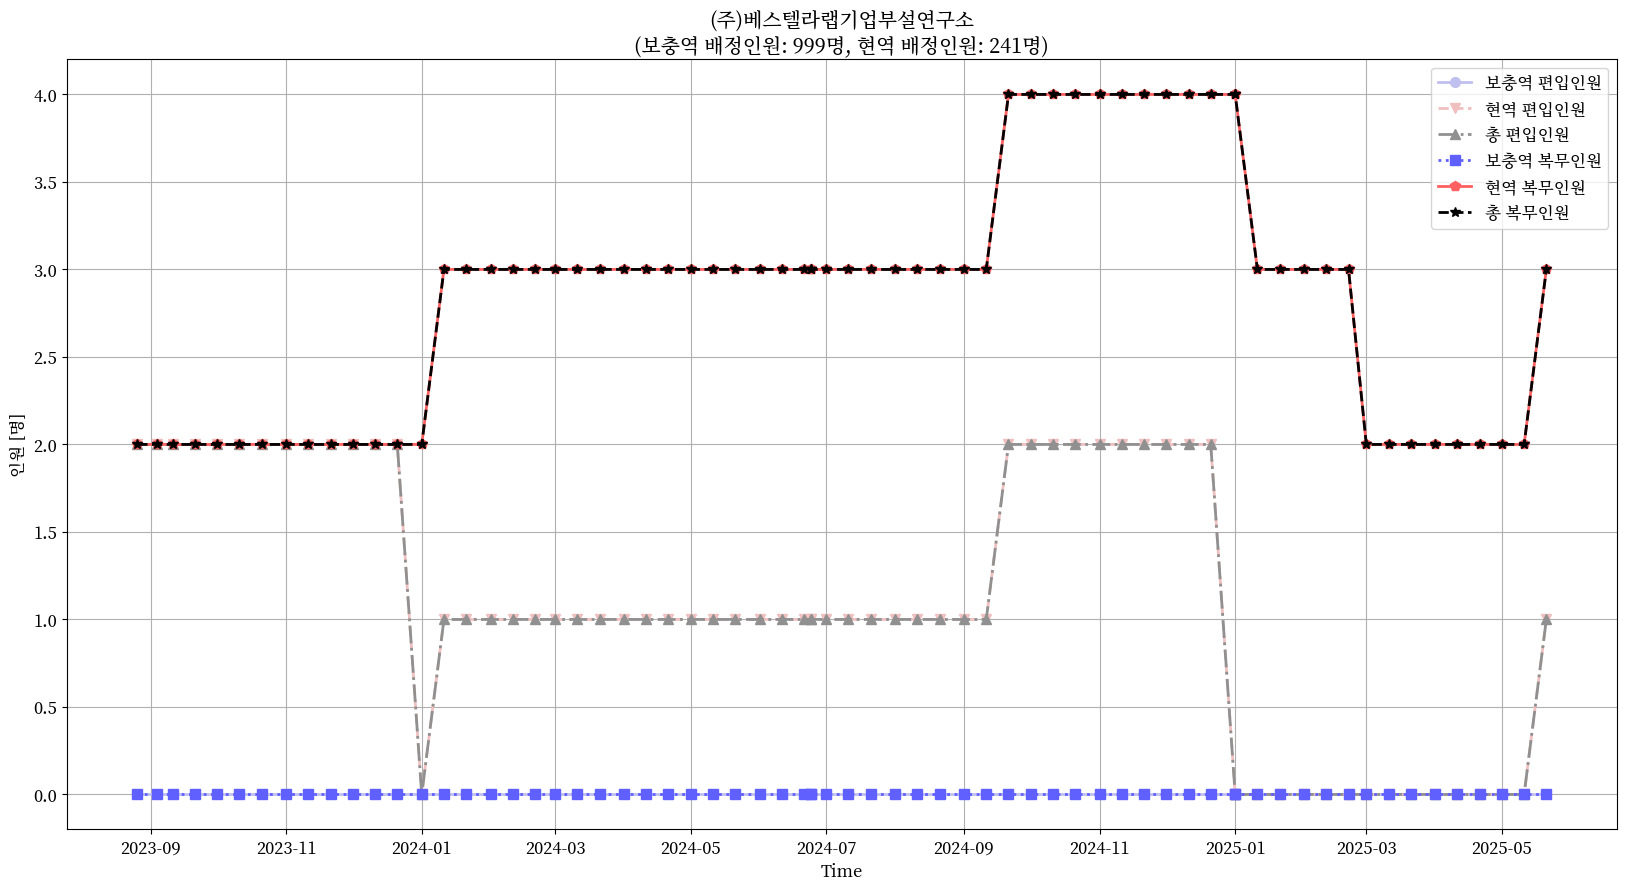 (주)베스텔라랩기업부설연구소
(보충역 배정인원: 999명, 현역 배정인원: 241명)
보충역 편입인원
현역 편입인원
총 편입인원
보충역 복무인원
현역 복무인원
총 복무인원
인원 [명]
4.0
3.5
3.0
2.5
2.0
1.5
1.0
0.5
0.0
2023-09 2023-11 2024-01 2024-03 2024-05 2024-07 2024-09 2024-11 2025-01 2025-03 2025-05
Time